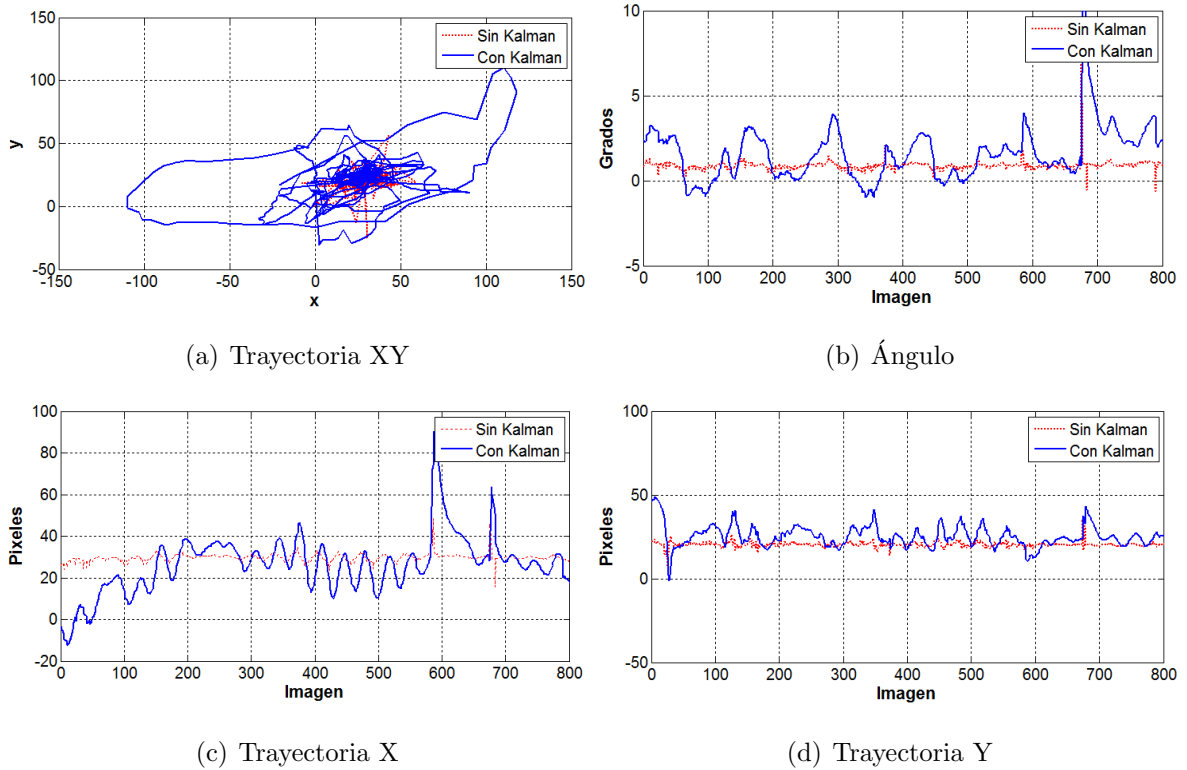 150
100
50
0
-50
y
-150
-100
-50
0
50
100
150
x
Sin Kalman
Con Kalman
(a) Trayectoria XY
10
5
0
5
Grados
0
100
200
300
400
500
600
700
800
Imagen
Sin Kalman
Con Kalman
(b) Ángulo
100
80
60
40
20
0
-20
Pixeles
0
100
200
300
400
500
600
700
800
Imagen
Sin Kalman
Con Kalman
(c) Trayectoria X
100
50
0
-50
Pixeles
0
100
200
300
400
500
600
700
800
Imagen
Sin Kalman
Con Kalman
(d) Trayectoria Y